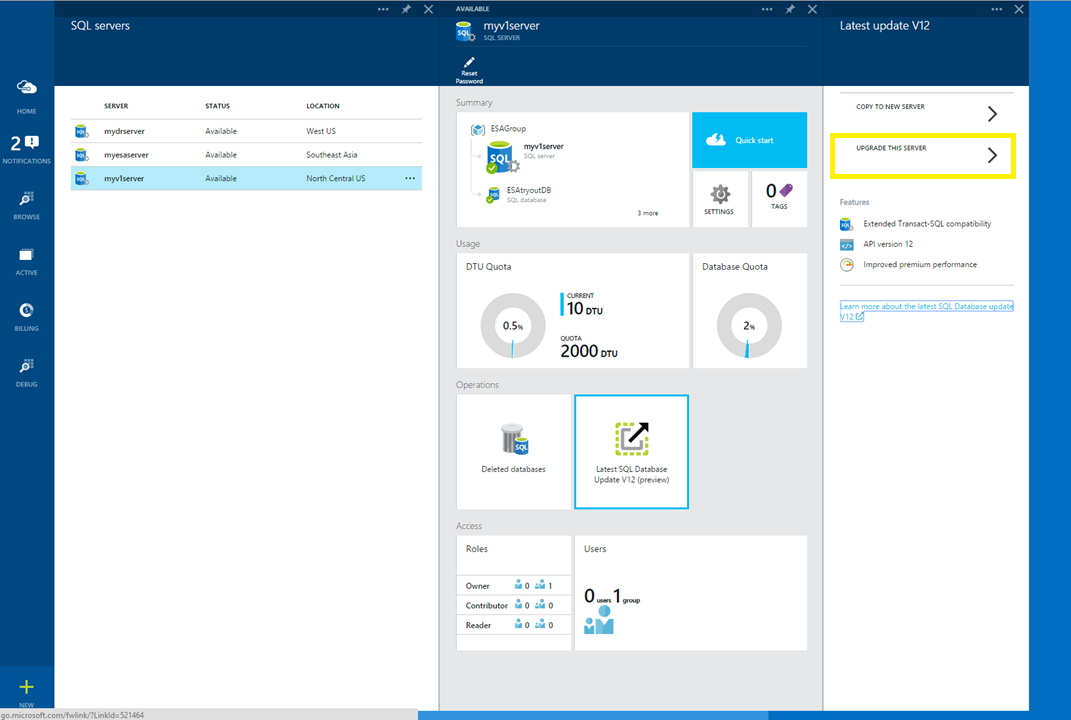 HOME
2
NOTIFICATIONS
BROWSE
ACTIVE
BILLING
DEBUG
NEW
go.microsoft.com/fwlink/?LinkId=521464
SQL servers
SERVER STATUS LOCATION
mydrserver Available West US
myesaserver Available Southeast Asia
myv1server Available North Central US
AVAILABLE
myv1server
SQL SERVER
Reset
Password
Summary
ESAGroup
myv1server
SQL server
ESAtryoutDB
SQL database
3 more
Quick start
SETTINGS
0
TAGS
Usage
DTU Quota
0.5%
CURRENT
10 DTU
QUOTA
2000 DTU
Database Quota
2%
Operations
Deleted databases
Latest SQL Database
Update V12 (preview)
Access
Roles
Owner 0 1
Contributor 0 0
Reader 0 0
Users
0 users 1 group
Latest update V12
COPY TO NEW SERVER
UPGRADE THIS SERVER
Features
Extended Transact-SQL compatibility
API version 12
Improved premium performance
Learn more about the latest SQL Database update
V12